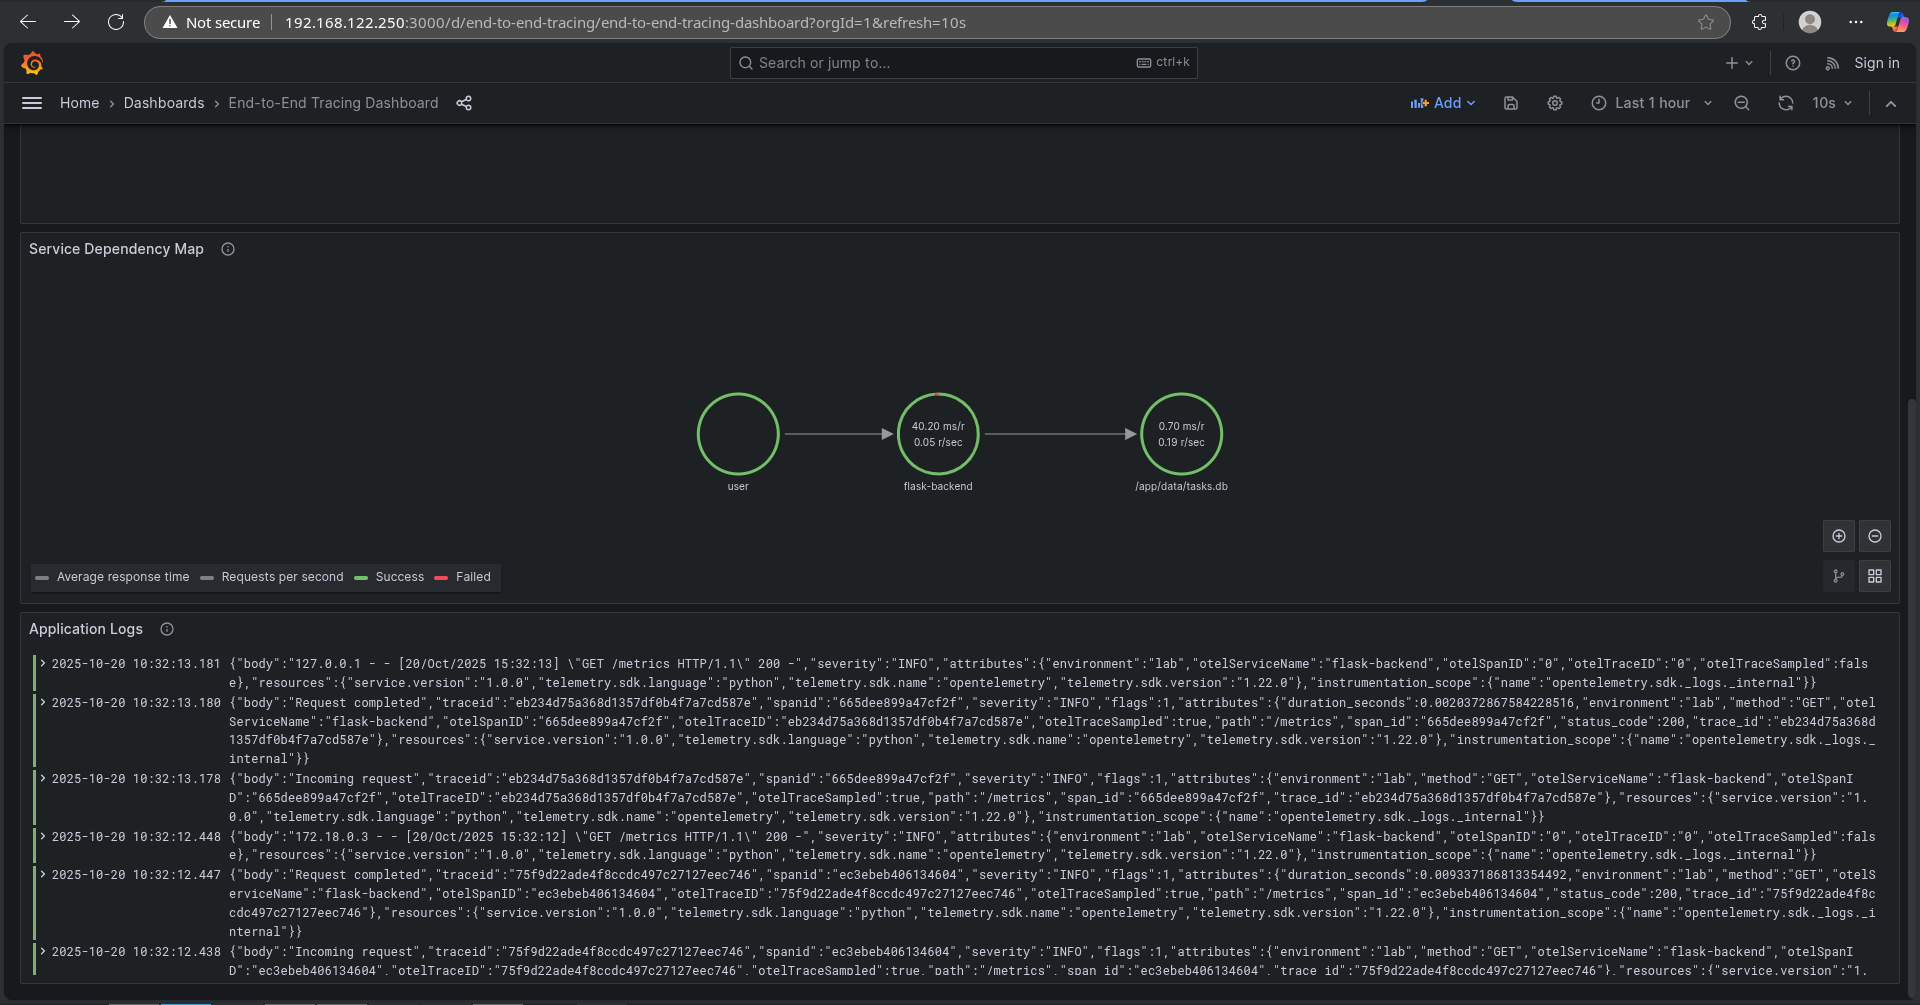 Not secure
192.168.122.250:3000/d/end-to-end-tracing/end-to-end-tracing-dashboard?orgId=1&refresh=10s
Search or jump to...
ctrl+k
Sign in
Home › Dashboards › End-to-End Tracing Dashboard
Add
Last 1 hour
10s
Service Dependency Map
40.20 ms/r
0.05 r/sec
0.70 ms/r
0.19 r/sec
user
flask-backend
/app/data/tasks.db
Average response time
Requests per second
Success
Failed
Application Logs
2025-10-20 10:32:13.181 {"body":"127.0.0.1 - - [20/Oct/2025 15:32:13] \"GET /metrics HTTP/1.1\" 200 -","severity":"INFO","attributes":{"environment":"lab","otelServiceName":"flask-backend","otelSpanID":"0","otelTraceID":"0","otelTraceSampled":fals
e},"resources":{"service.version":"1.0.0","telemetry.sdk.language":"python","telemetry.sdk.name":"opentelemetry","telemetry.sdk.version":"1.22.0"},"instrumentation_scope":{"name":"opentelemetry.sdk._logs._internal"}}
2025-10-20 10:32:13.180 {"body":"Request completed","traceid":"eb234d75a368d1357df0b4f7a7cd587e","spanid":"665dee899a47cf2f","severity":"INFO","flags":1,"attributes":{"duration_seconds":0.0020372867584228516,"environment":"lab","method":"GET","otel
ServiceName":"flask-backend","otelSpanID":"665dee899a47cf2f","otelTraceID":"eb234d75a368d1357df0b4f7a7cd587e","otelTraceSampled":true,"path":"/metrics","span_id":"665dee899a47cf2f","status_code":200,"trace_id":"eb234d75a368d
1357df0b4f7a7cd587e"},"resources":{"service.version":"1.0.0","telemetry.sdk.language":"python","telemetry.sdk.name":"opentelemetry","telemetry.sdk.version":"1.22.0"},"instrumentation_scope":{"name":"opentelemetry.sdk._logs._
internal"}}
2025-10-20 10:32:13.178 {"body":"Incoming request","traceid":"eb234d75a368d1357df0b4f7a7cd587e","spanid":"665dee899a47cf2f","severity":"INFO","flags":1,"attributes":{"environment":"lab","method":"GET","otelServiceName":"flask-backend","otelSpanI
D":"665dee899a47cf2f","otelTraceID":"eb234d75a368d1357df0b4f7a7cd587e","otelTraceSampled":true,"path":"/metrics","span_id":"665dee899a47cf2f","trace_id":"eb234d75a368d1357df0b4f7a7cd587e"},"resources":{"service.version":"1.
0.0","telemetry.sdk.language":"python","telemetry.sdk.name":"opentelemetry","telemetry.sdk.version":"1.22.0"},"instrumentation_scope":{"name":"opentelemetry.sdk._logs._internal"}}
2025-10-20 10:32:12.448 {"body":"172.18.0.3 - - [20/Oct/2025 15:32:12] \"GET /metrics HTTP/1.1\" 200 -","severity":"INFO","attributes":{"environment":"lab","otelServiceName":"flask-backend","otelSpanID":"0","otelTraceID":"0","otelTraceSampled":fals
e},"resources":{"service.version":"1.0.0","telemetry.sdk.language":"python","telemetry.sdk.name":"opentelemetry","telemetry.sdk.version":"1.22.0"},"instrumentation_scope":{"name":"opentelemetry.sdk._logs._internal"}}
2025-10-20 10:32:12.447 {"body":"Request completed","traceid":"75f9d22ade4f8ccdc497c27127eec746","spanid":"ec3ebeb406134604","severity":"INFO","flags":1,"attributes":{"duration_seconds":0.009337186813354492,"environment":"lab","method":"GET","otelS
erviceName":"flask-backend","otelSpanID":"ec3ebeb406134604","otelTraceID":"75f9d22ade4f8ccdc497c27127eec746","otelTraceSampled":true,"path":"/metrics","span_id":"ec3ebeb406134604","status_code":200,"trace_id":"75f9d22ade4f8c
cdc497c27127eec746"},"resources":{"service.version":"1.0.0","telemetry.sdk.language":"python","telemetry.sdk.name":"opentelemetry","telemetry.sdk.version":"1.22.0"},"instrumentation_scope":{"name":"opentelemetry.sdk._logs._i
nternal"}}
2025-10-20 10:32:12.438 {"body":"Incoming request","traceid":"75f9d22ade4f8ccdc497c27127eec746","spanid":"ec3ebeb406134604","severity":"INFO","flags":1,"attributes":{"environment":"lab","method":"GET","otelServiceName":"flask-backend","otelSpanI
D":"ec3ebeb406134604","otelTraceID":"75f9d22ade4f8ccdc497c27127eec746","otelTraceSampled":true,"path":"/metrics","span_id":"ec3ebeb406134604","trace_id":"75f9d22ade4f8ccdc497c27127eec746"},"resources":{"service.version":"1.